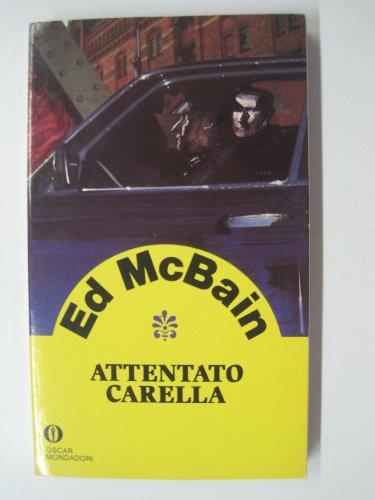 Ed McBain
ATTENTATO
CARELLA
OSCAR
MONDADORI